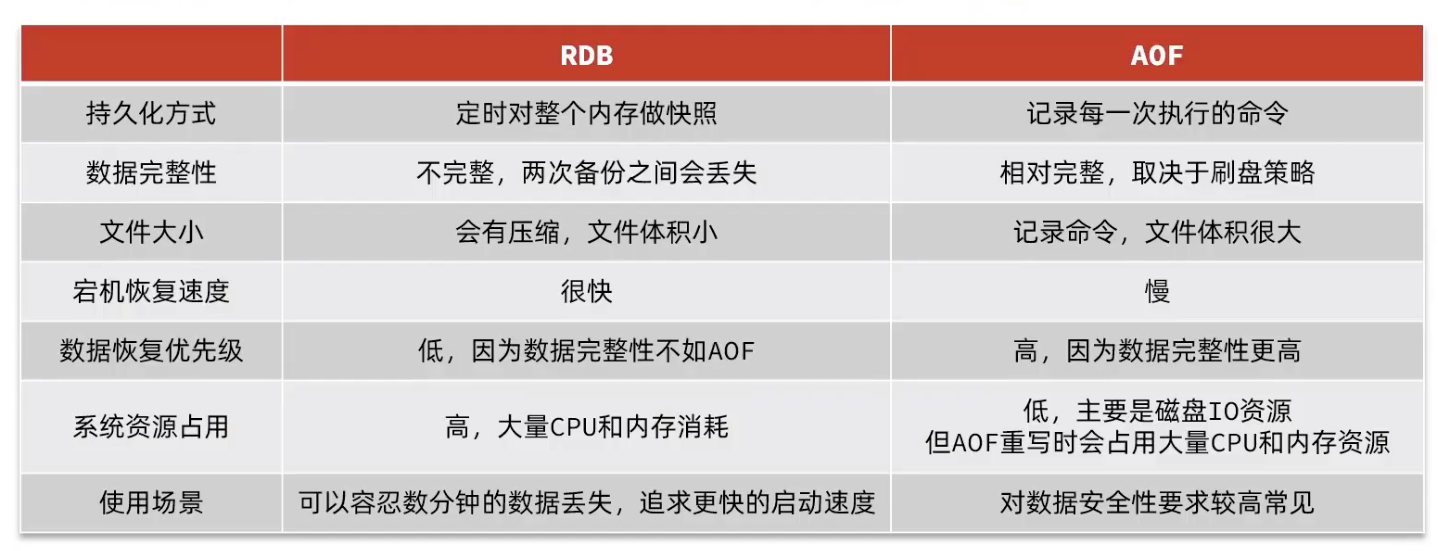 RDB AOF
持久化方式 定时对整个内存做快照 记录每一次执行的命令
数据完整性 不完整，两次备份之间会丢失 相对完整，取决于刷盘策略
文件大小 会有压缩，文件体积小 记录命令，文件体积很大
宕机恢复速度 很快 慢
数据恢复优先级 低，因为数据完整性不如AOF 高，因为数据完整性更高
系统资源占用 高，大量CPU和内存消耗 低，主要是磁盘IO资源
但AOF重写时会占用大量CPU和内存资源
使用场景 可以容忍数分钟的数据丢失，追求更快的启动速度 对数据安全性要求较高常见